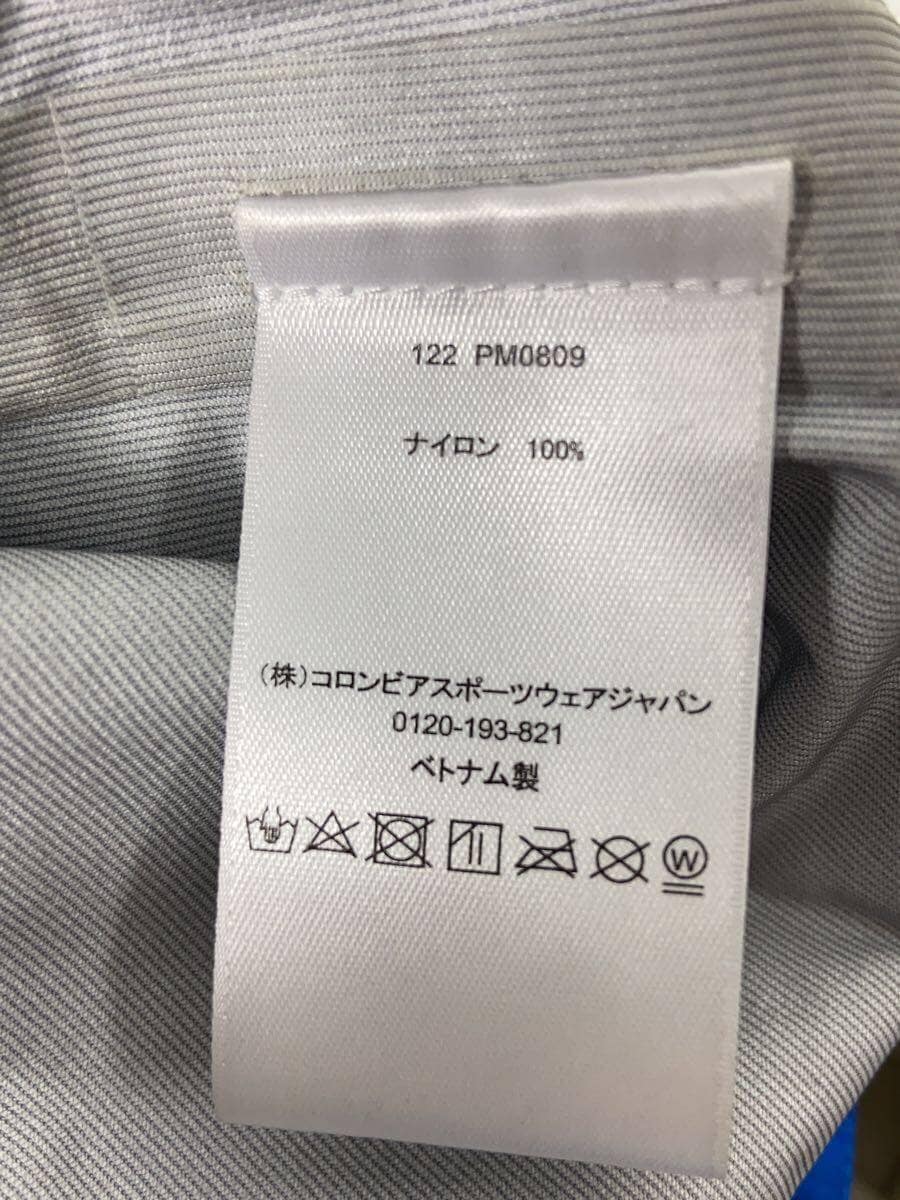 122 PM0809
ナイロン 100%
(株)コロンビアスポーツウェアジャパン
0120-193-821
ベトナム製
W